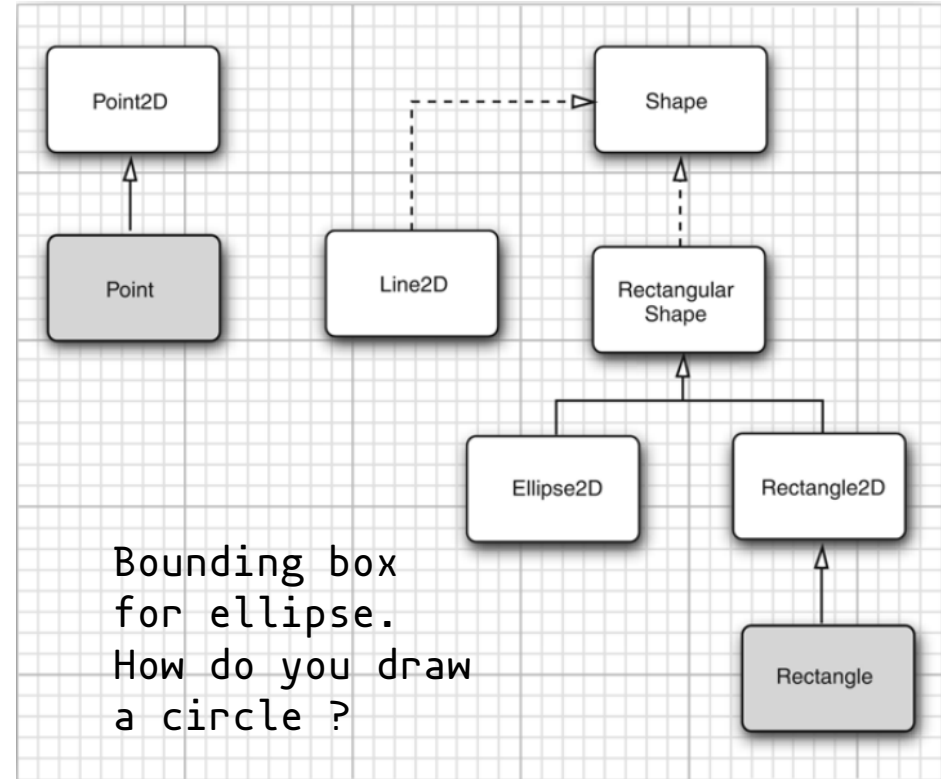 Point2D
Shape
Point
Line2D
Rectangular
Shape
Ellipse2D
Rectangle2D
Bounding box
for ellipse.
How do you draw
a circle ?
Rectangle